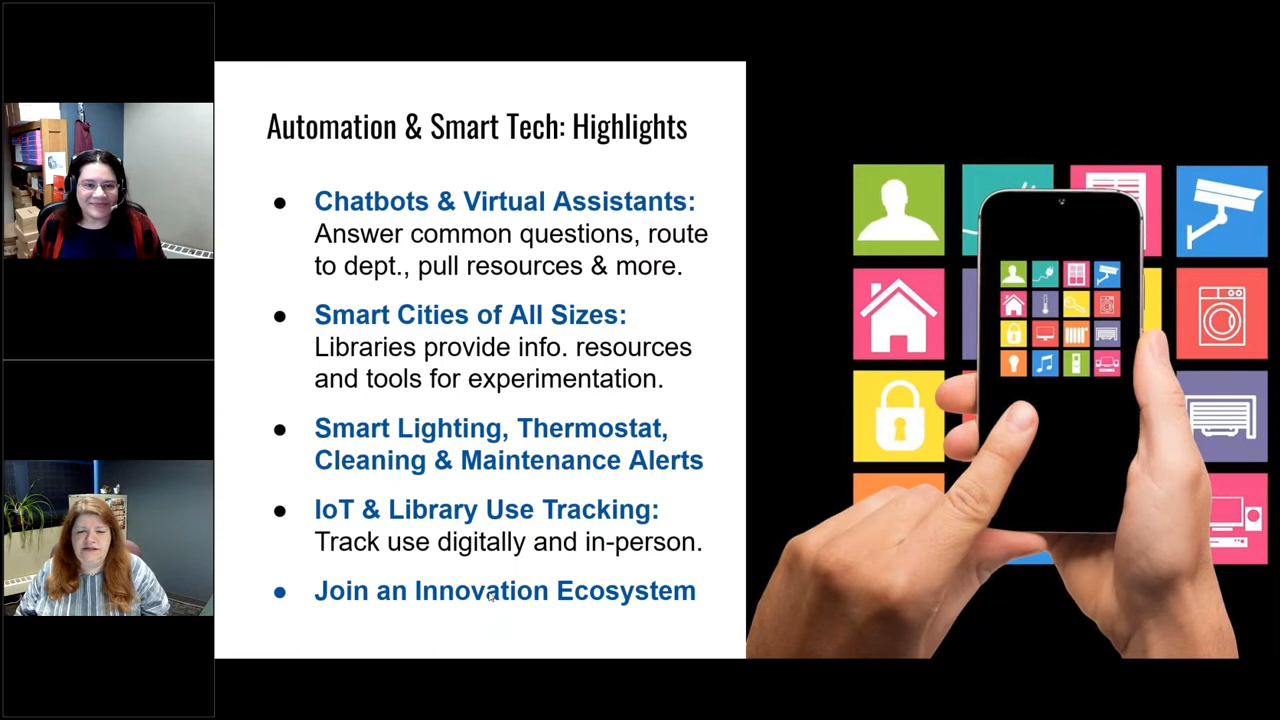 Automation & Smart Tech: Highlights
● Chatbots & Virtual Assistants:
Answer common questions, route
to dept., pull resources & more.
● Smart Cities of All Sizes:
Libraries provide info. resources
and tools for experimentation.
● Smart Lighting, Thermostat,
Cleaning & Maintenance Alerts
● IoT & Library Use Tracking:
Track use digitally and in-person.
● Join an Innovation Ecosystem